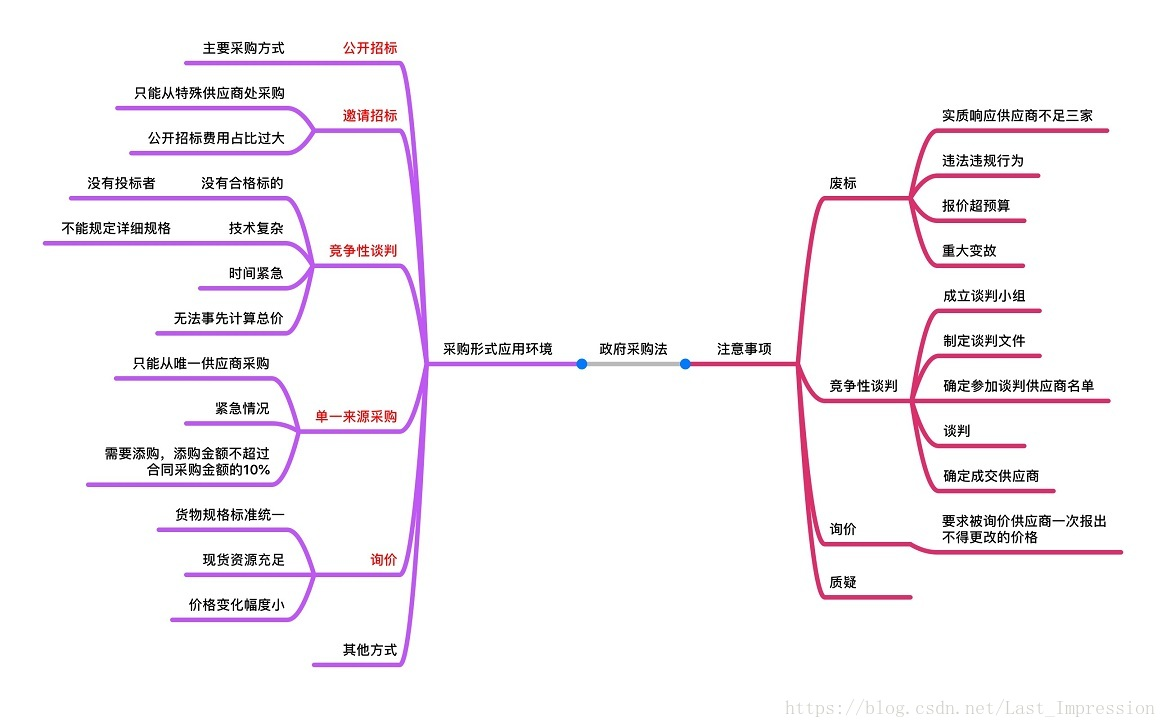 政府采购法
采购形式应用环境
公开招标
主要采购方式
邀请招标
只能从特殊供应商处采购
公开招标费用占比过大
竞争性谈判
没有合格标的
没有投标者
技术复杂
不能规定详细规格
时间紧急
无法事先计算总价
单一来源采购
只能从唯一供应商采购
紧急情况
需要添购，添购金额不超过
合同采购金额的10%
询价
货物规格标准统一
现货资源充足
价格变化幅度小
其他方式
注意事项
废标
实质响应供应商不足三家
违法违规行为
报价超预算
重大变故
竞争性谈判
成立谈判小组
制定谈判文件
确定参加谈判供应商名单
谈判
确定成交供应商
询价
要求被询价供应商一次报出
不得更改的价格
质疑
https://blog.csdn.net/Last_Impression